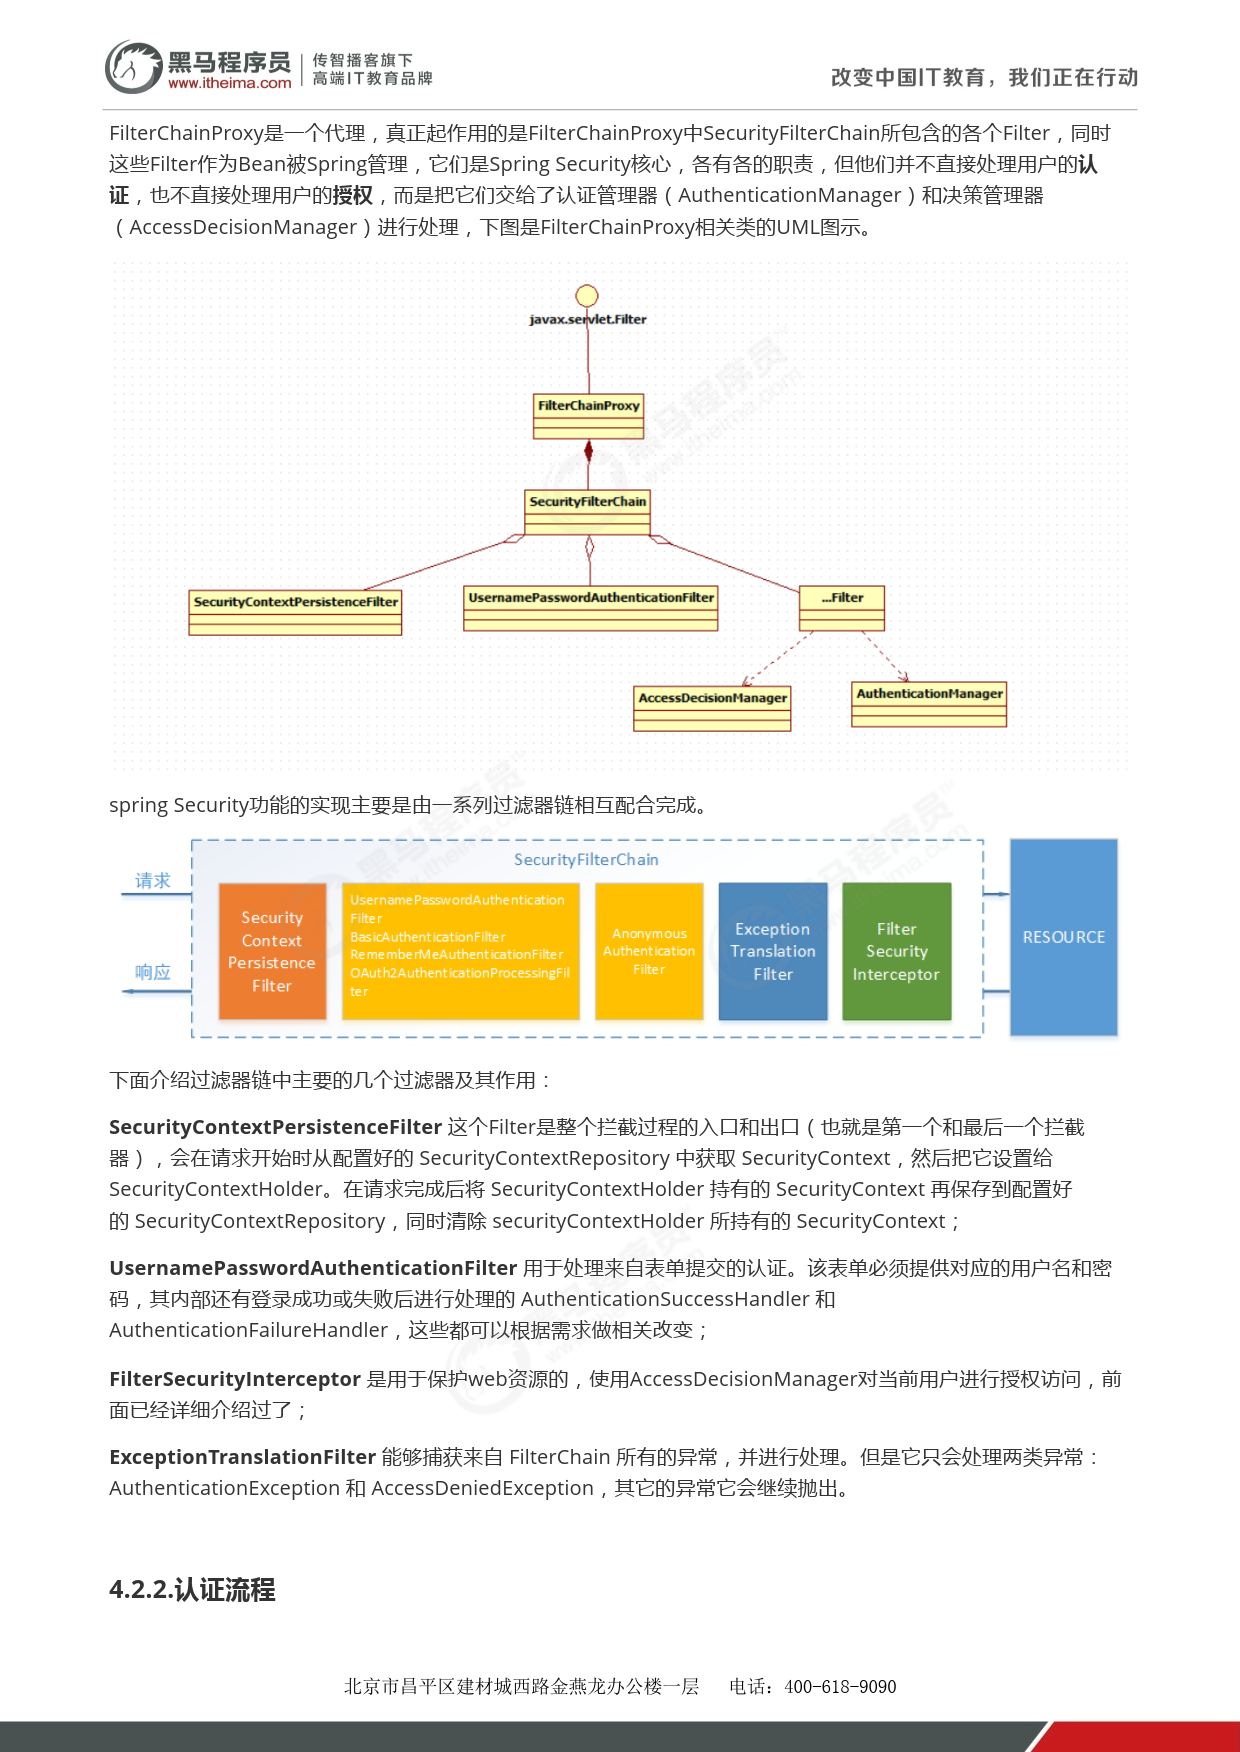 黑马程序员
www.itheima.com
传智播客旗下
高端IT教育品牌
改变中国IT教育，我们正在行动
FilterChainProxy是一个代理，真正起作用的是FilterChainProxy中SecurityFilterChain所包含的各个Filter，同时
这些Filter作为Bean被Spring管理，它们是Spring Security核心，各有各的职责，但他们并不直接处理用户的认
证，也不直接处理用户的授权，而是把它们交给了认证管理器（AuthenticationManager）和决策管理器
（AccessDecisionManager）进行处理，下图是FilterChainProxy相关类的UML图示。
javax.servlet.Filter
FilterChainProxy
SecurityFilterChain
SecurityContextPersistenceFilter
UsernamePasswordAuthenticationFilter
...Filter
AccessDecisionManager
AuthenticationManager
spring Security功能的实现主要是由一系列过滤器链相互配合完成。
SecurityFilterChain
请求
响应
Security
Context
Persistence
Filter
UsernamePasswordAuthentication
Filter
BasicAuthenticationFilter
RememberMeAuthenticationFilter
OAuth2AuthenticationProcessingFil
ter
Anonymous
Authentication
Filter
Exception
Translation
Filter
Filter
Security
Interceptor
RESOURCE
下面介绍过滤器链中主要的几个过滤器及其作用：
SecurityContextPersistenceFilter 这个Filter是整个拦截过程的入口和出口（也就是第一个和最后一个拦截
器），会在请求开始时从配置好的 SecurityContextRepository 中获取 SecurityContext，然后把它设置给
SecurityContextHolder。在请求完成后将 SecurityContextHolder 持有的 SecurityContext 再保存到配置好
的 SecurityContextRepository，同时清除 securityContextHolder 所持有的 SecurityContext；
UsernamePasswordAuthenticationFilter 用于处理来自表单提交的认证。该表单必须提供对应的用户名和密
码，其内部还有登录成功或失败后进行处理的 AuthenticationSuccessHandler 和
AuthenticationFailureHandler，这些都可以根据需求做相关改变；
FilterSecurityInterceptor 是用于保护web资源的，使用AccessDecisionManager对当前用户进行授权访问，前
面已经详细介绍过了；
ExceptionTranslationFilter 能够捕获来自 FilterChain 所有的异常，并进行处理。但是它只会处理两类异常：
AuthenticationException 和 AccessDeniedException，其它的异常它会继续抛出。
4.2.2.认证流程
北京市昌平区建材城西路金燕龙办公楼一层 电话：400-618-9090